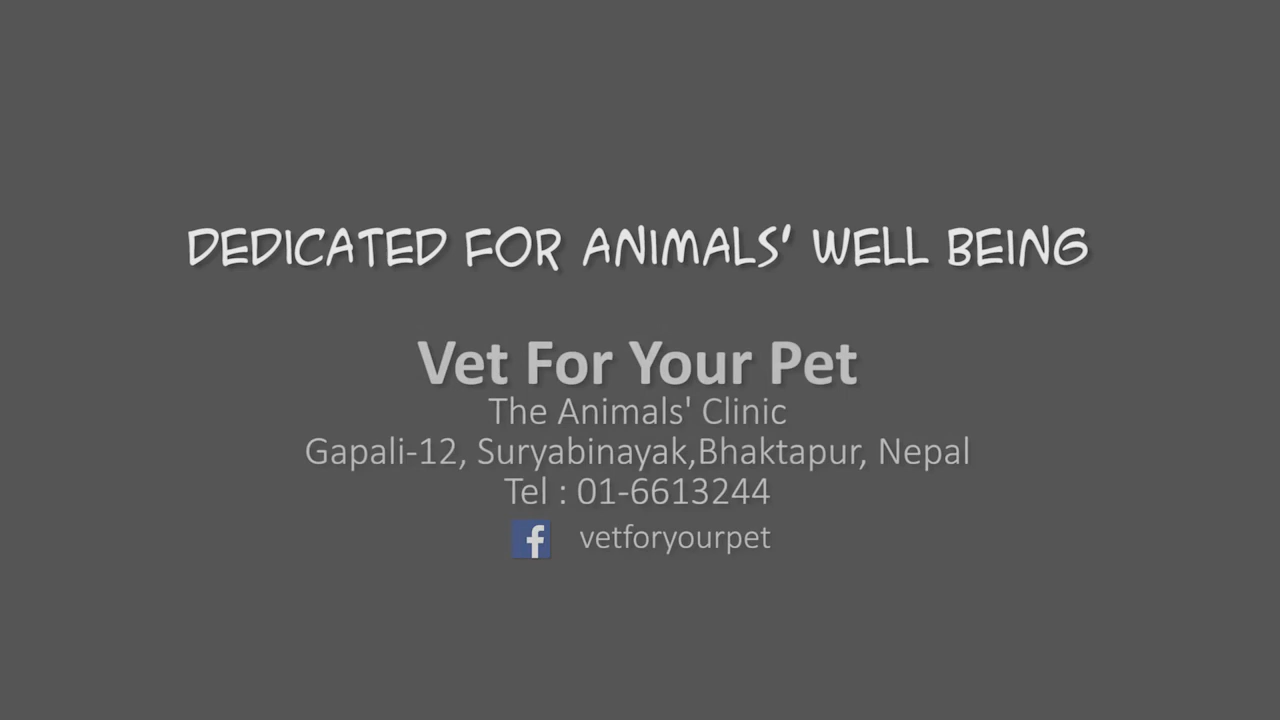 DEDICATED FOR ANIMALS' WELL BEING
Vet For Your Pet
The Animals' Clinic
Gapali-12, Suryabinayak,Bhaktapur, Nepal
Tel : 01-6613244
f vetforyourpet